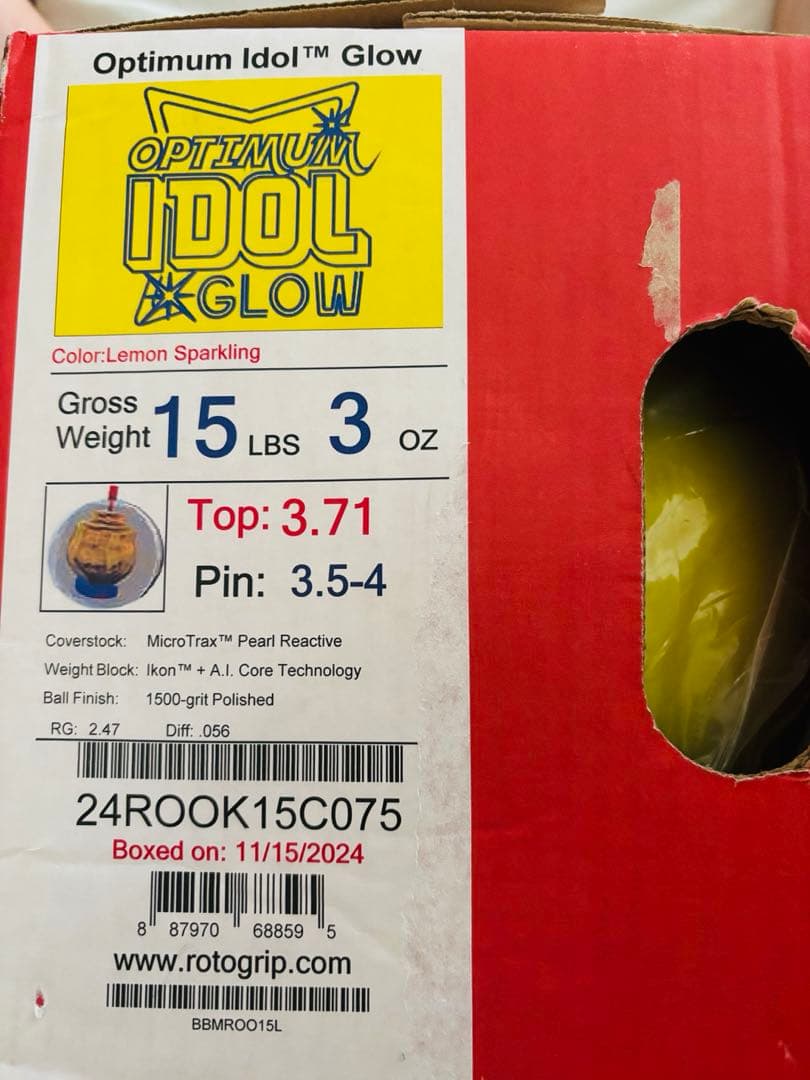 Optimum Idol™ Glow
OPTIMUM
IDOL
GLOW
Color:Lemon Sparkling
Gross Weight 15 LBS 3 OZ
Top: 3.71
Pin: 3.5-4
Coverstock: MicroTrax™ Pearl Reactive
Weight Block: Ikon™ + A.I. Core Technology
Ball Finish: 1500-grit Polished
RG: 2.47 Diff: .056
24ROOK15C075
Boxed on: 11/15/2024
8 87970 68859 5
www.rotogrip.com
BBMROO15L